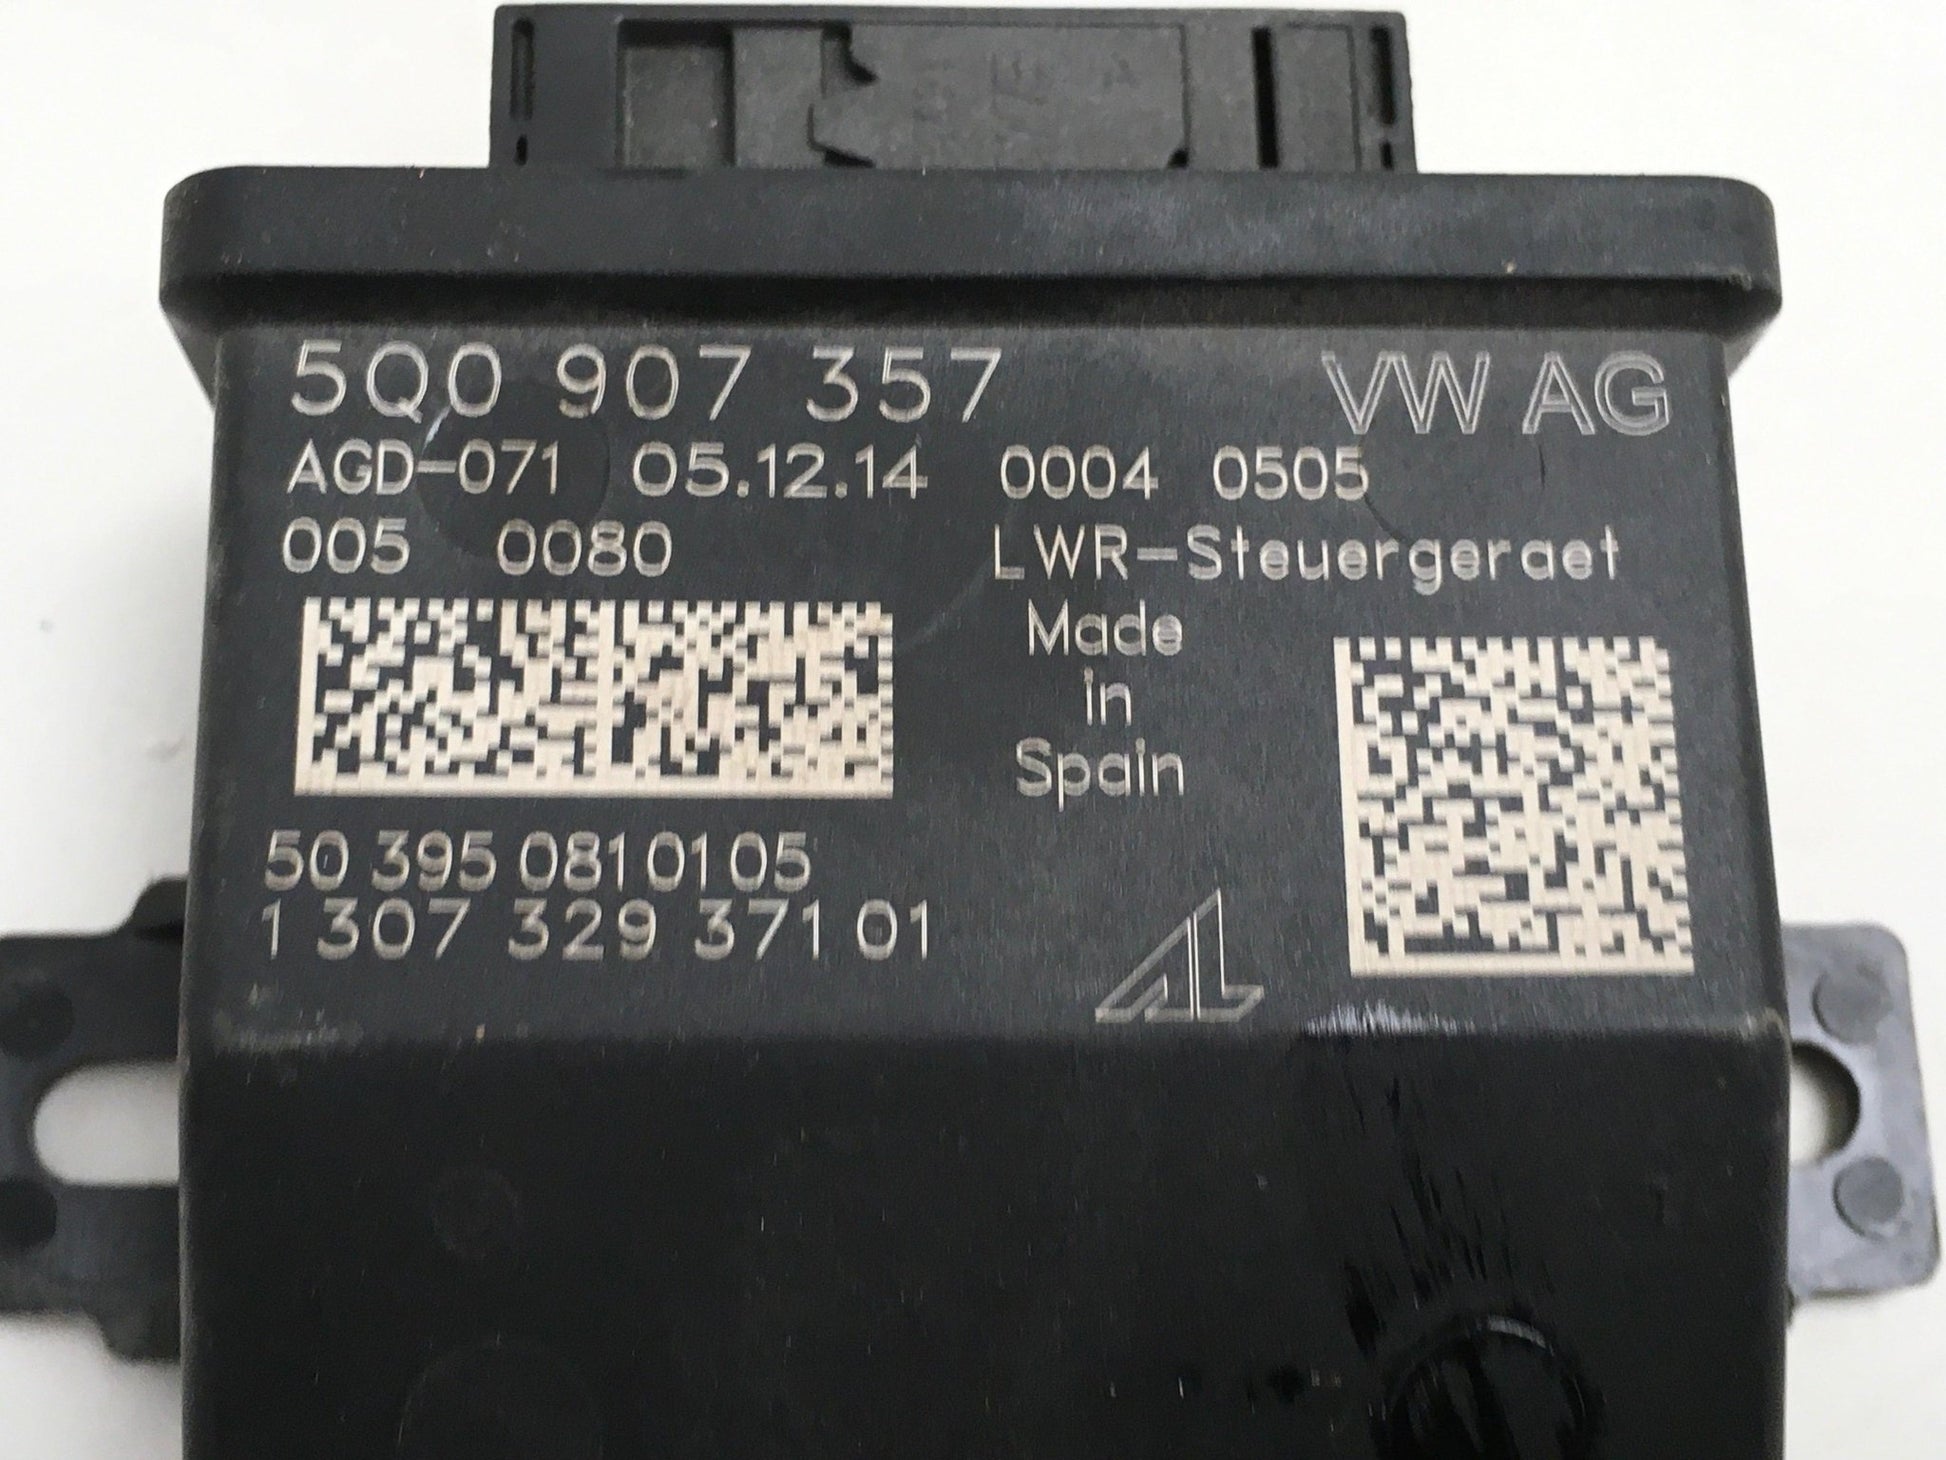 5Q0 907 357 VW AG
AGD-071 05.12.14 0004 0505
005 0080 LWR-Steuergeraet
Made
in
Spain
50 395 0810105
1 307 329 371 01